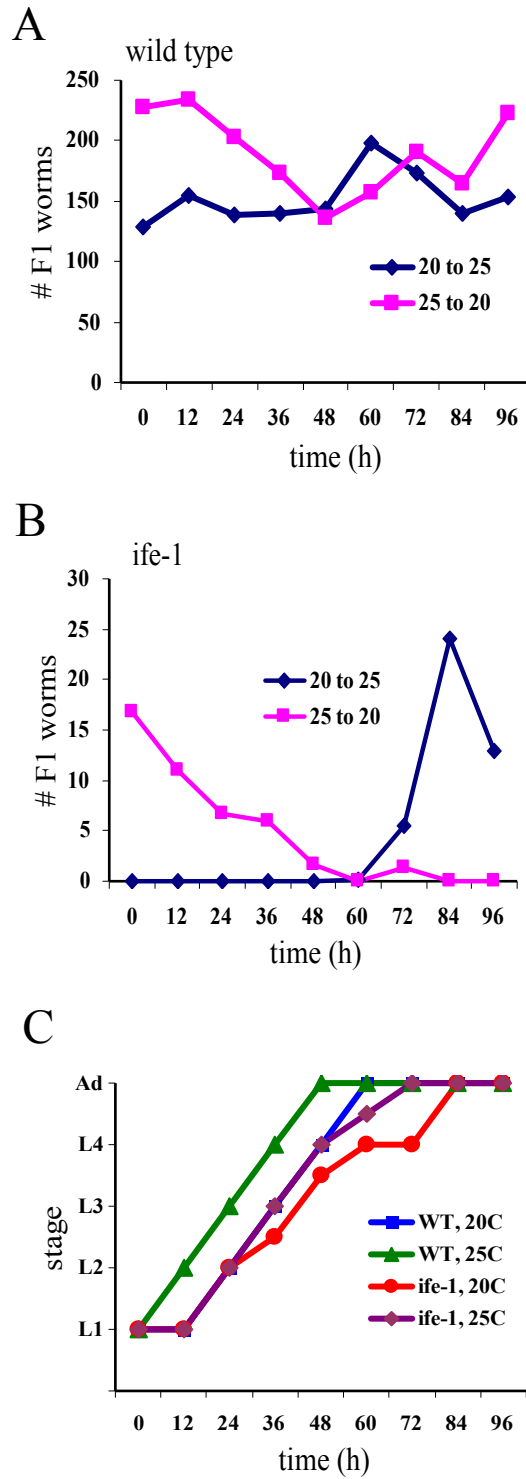 A
wild type
250
200
150
100
50
0
# F1 worms
20 to 25
25 to 20
0 12 24 36 48 60 72 84 96
time (h)
B
ife-1
30
25
20
15
10
5
0
# F1 worms
20 to 25
25 to 20
0 12 24 36 48 60 72 84 96
time (h)
C
Ad
L4
L3
L2
L1
stage
WT, 20C
WT, 25C
ife-1, 20C
ife-1, 25C
0 12 24 36 48 60 72 84 96
time (h)